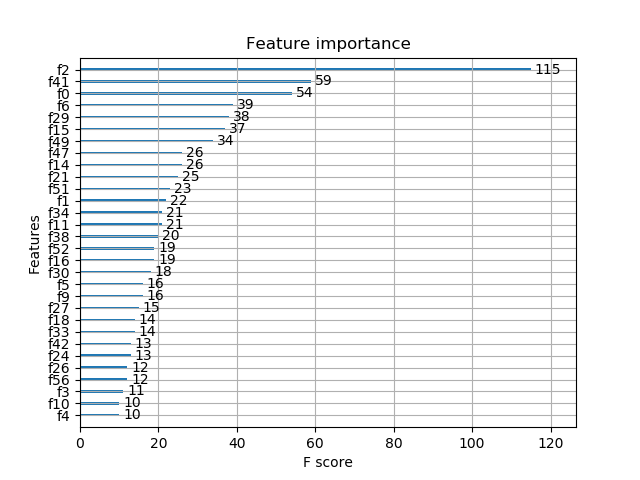 Feature importance
f2 115
f41 59
f0 54
f6 39
f29 38
f15 37
f49 34
f47 26
f14 26
f21 25
f51 23
f1 22
f34 21
f11 21
f38 20
f52 19
f16 19
f30 18
f5 16
f9 16
f27 15
f18 14
f33 14
f42 13
f24 13
f26 12
f56 12
f3 11
f10 10
f4 10
Features
0 20 40 60 80 100 120
F score